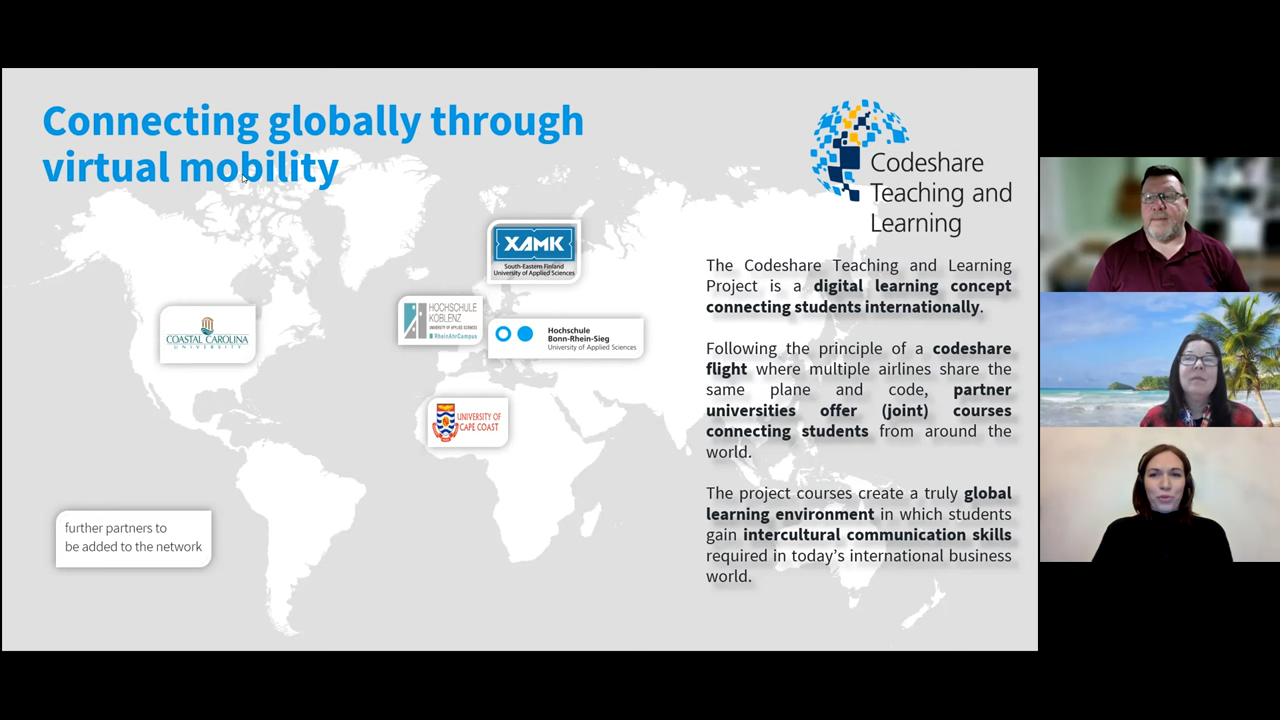 Connecting globally through
virtual mobility
Codeshare
Teaching and
Learning
XAMK
South-Eastern Finland
University of Applied Sciences
HOCHSCHULE
KOBLENZ
UNIVERSITY OF APPLIED SCIENCES
RheinAhrCampus
Hochschule
Bonn-Rhein-Sieg
University of Applied Sciences
COASTAL CAROLINA
UNIVERSITY
UNIVERSITY OF
CAPE COAST
further partners to
be added to the network
The Codeshare Teaching and Learning
Project is a digital learning concept
connecting students internationally.
Following the principle of a codeshare
flight where multiple airlines share the
same plane and code, partner
universities offer (joint) courses
connecting students from around the
world.
The project courses create a truly global
learning environment in which students
gain intercultural communication skills
required in today’s international business
world.